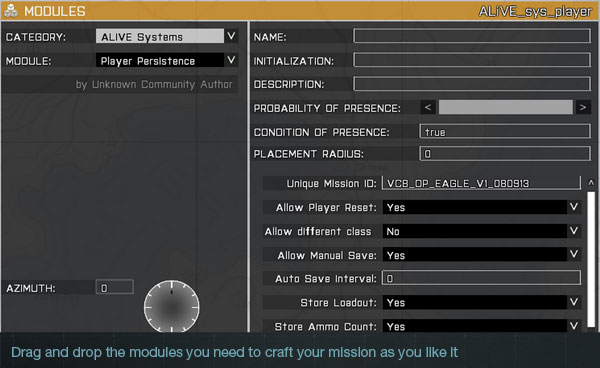 MODULES
ALiVE_sys_player
CATEGORY: ALiVE Systems
MODULE: Player Persistence
by Unknown Community Author
AZIMUTH: 0
NAME:
INITIALIZATION:
DESCRIPTION:
PROBABILITY OF PRESENCE: < >
CONDITION OF PRESENCE: true
PLACEMENT RADIUS: 0
Unique Mission ID: VCB_OP_EAGLE_V1_080913
Allow Player Reset: Yes
Allow different class No
Allow Manual Save: Yes
Auto Save Interval: 0
Store Loadout: Yes
Store Ammo Count: Yes
Drag and drop the modules you need to craft your mission as you like it